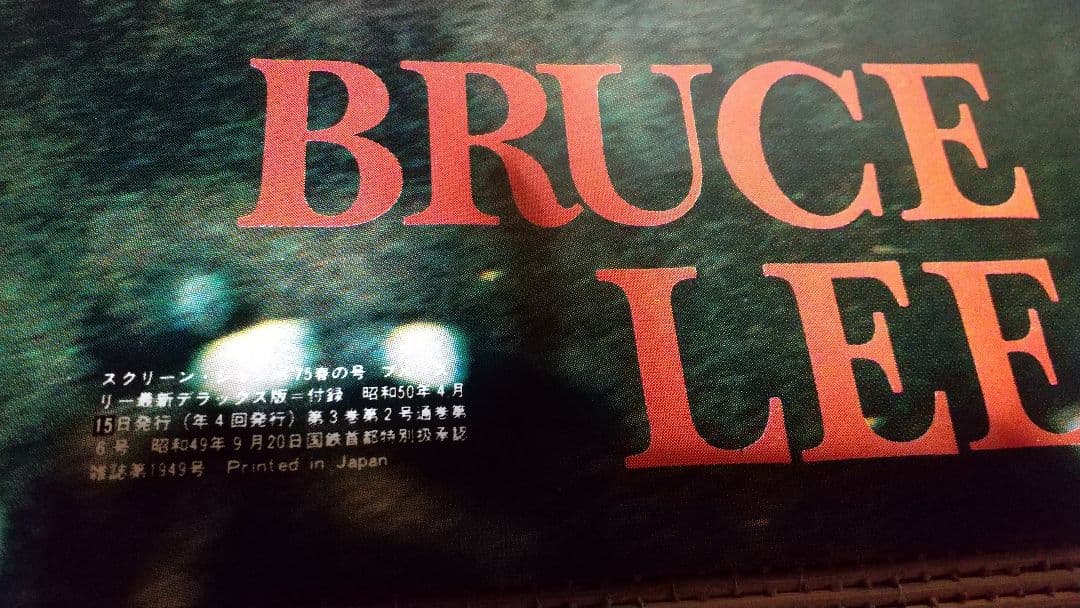 BRUCE
LEE
スクリーン '75春の号
リー最新デラックス版=付録 昭和50年4月
15日発行(年4回発行)第3巻第2号通巻第
6号 昭和49年9月20日国鉄首都特別扱承認
雑誌第1949号 Printed in Japan